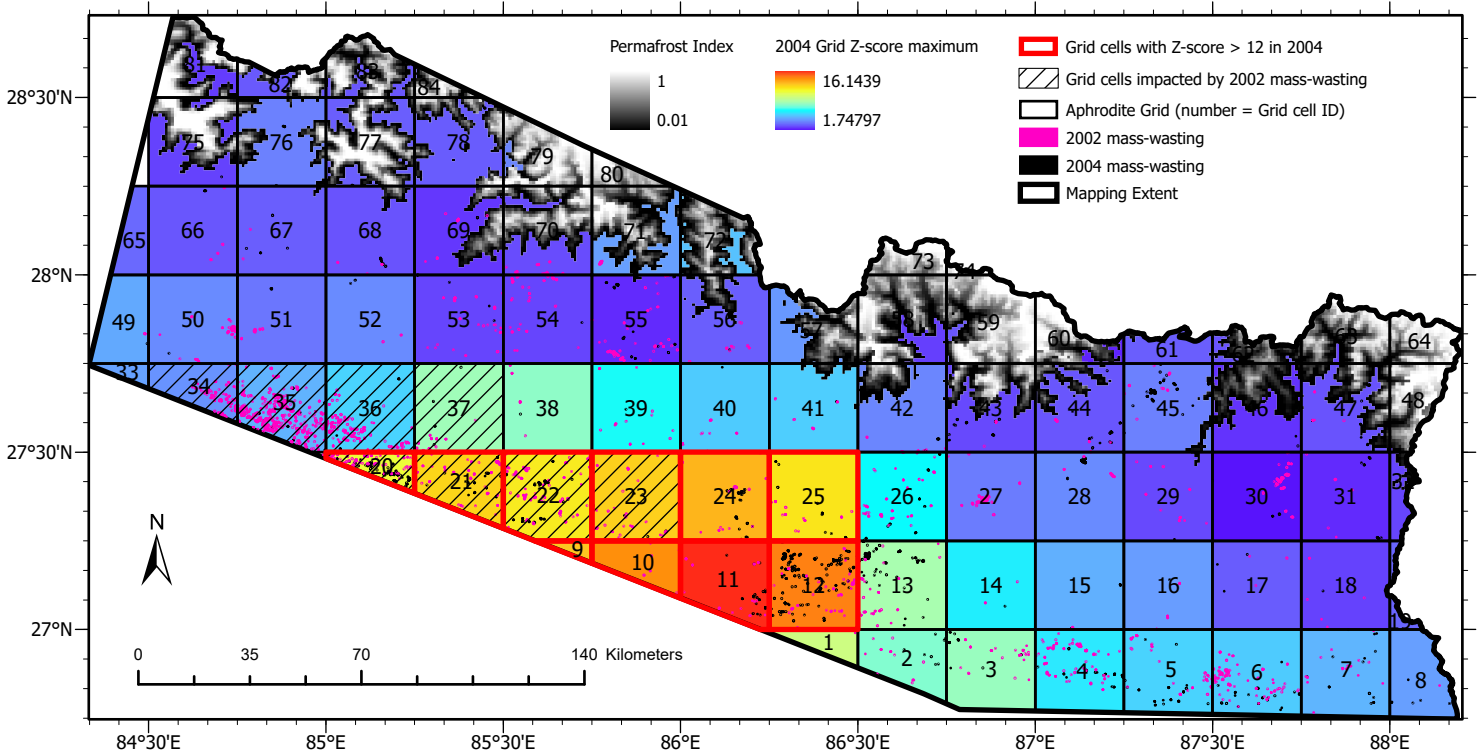 Permafrost Index
1
0.01
2004 Grid Z-score maximum
16.1439
1.74797
Grid cells with Z-score > 12 in 2004
Grid cells impacted by 2002 mass-wasting
Aphrodite Grid (number = Grid cell ID)
2002 mass-wasting
2004 mass-wasting
Mapping Extent
28°30'N
28°N
27°30'N
27°N
81 82 83 84
75 76 77 78 79 80
65 66 67 68 69 70 71 72
73 74
49 50 51 52 53 54 55 56 59 60 61 63 64
33 34 35 36 37 38 39 40 41 42 43 44 45 47 48
20 21 22 23 24 25 26 27 28 29 30 31
9 10 11 12 13 14 15 16 17 18
1 2 3 4 5 6 7 8
N
0 35 70 140 Kilometers
84°30'E 85°E 85°30'E 86°E 86°30'E 87°E 87°30'E 88°E